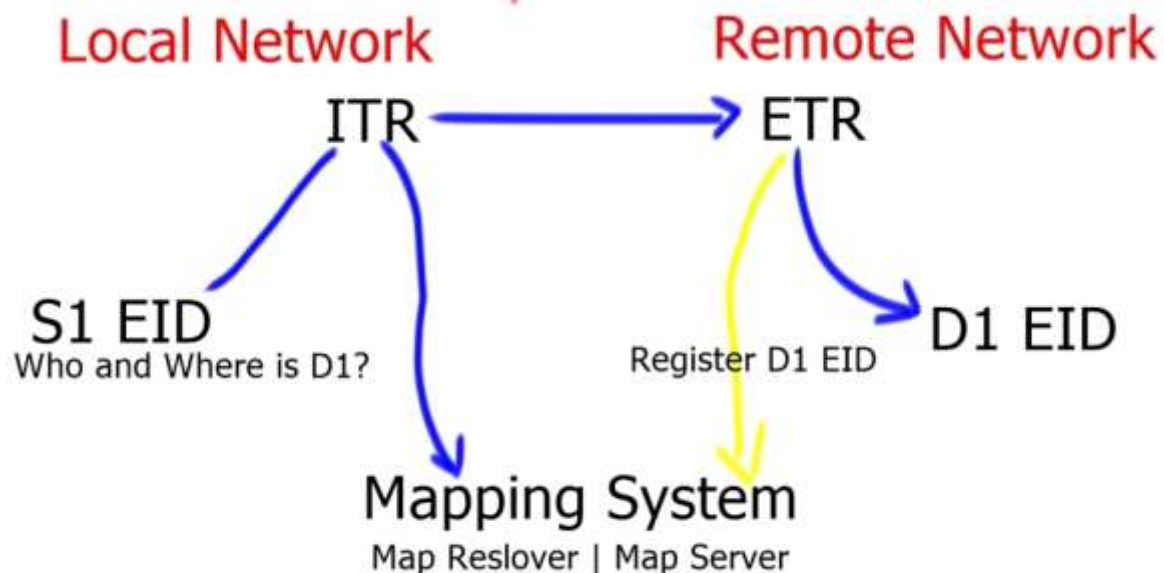 Local Network
Remote Network
ITR
ETR
S1 EID
Who and Where is D1?
Register D1 EID
D1 EID
Mapping System
Map Reslover | Map Server